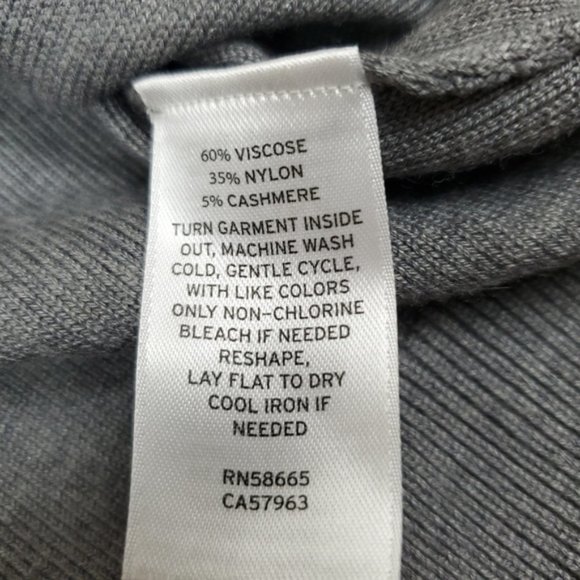 60% VISCOSE
35% NYLON
5% CASHMERE
TURN GARMENT INSIDE
OUT, MACHINE WASH
COLD, GENTLE CYCLE,
WITH LIKE COLORS
ONLY NON-CHLORINE
BLEACH IF NEEDED
RESHAPE,
LAY FLAT TO DRY
COOL IRON IF
NEEDED
RN58665
CA57963